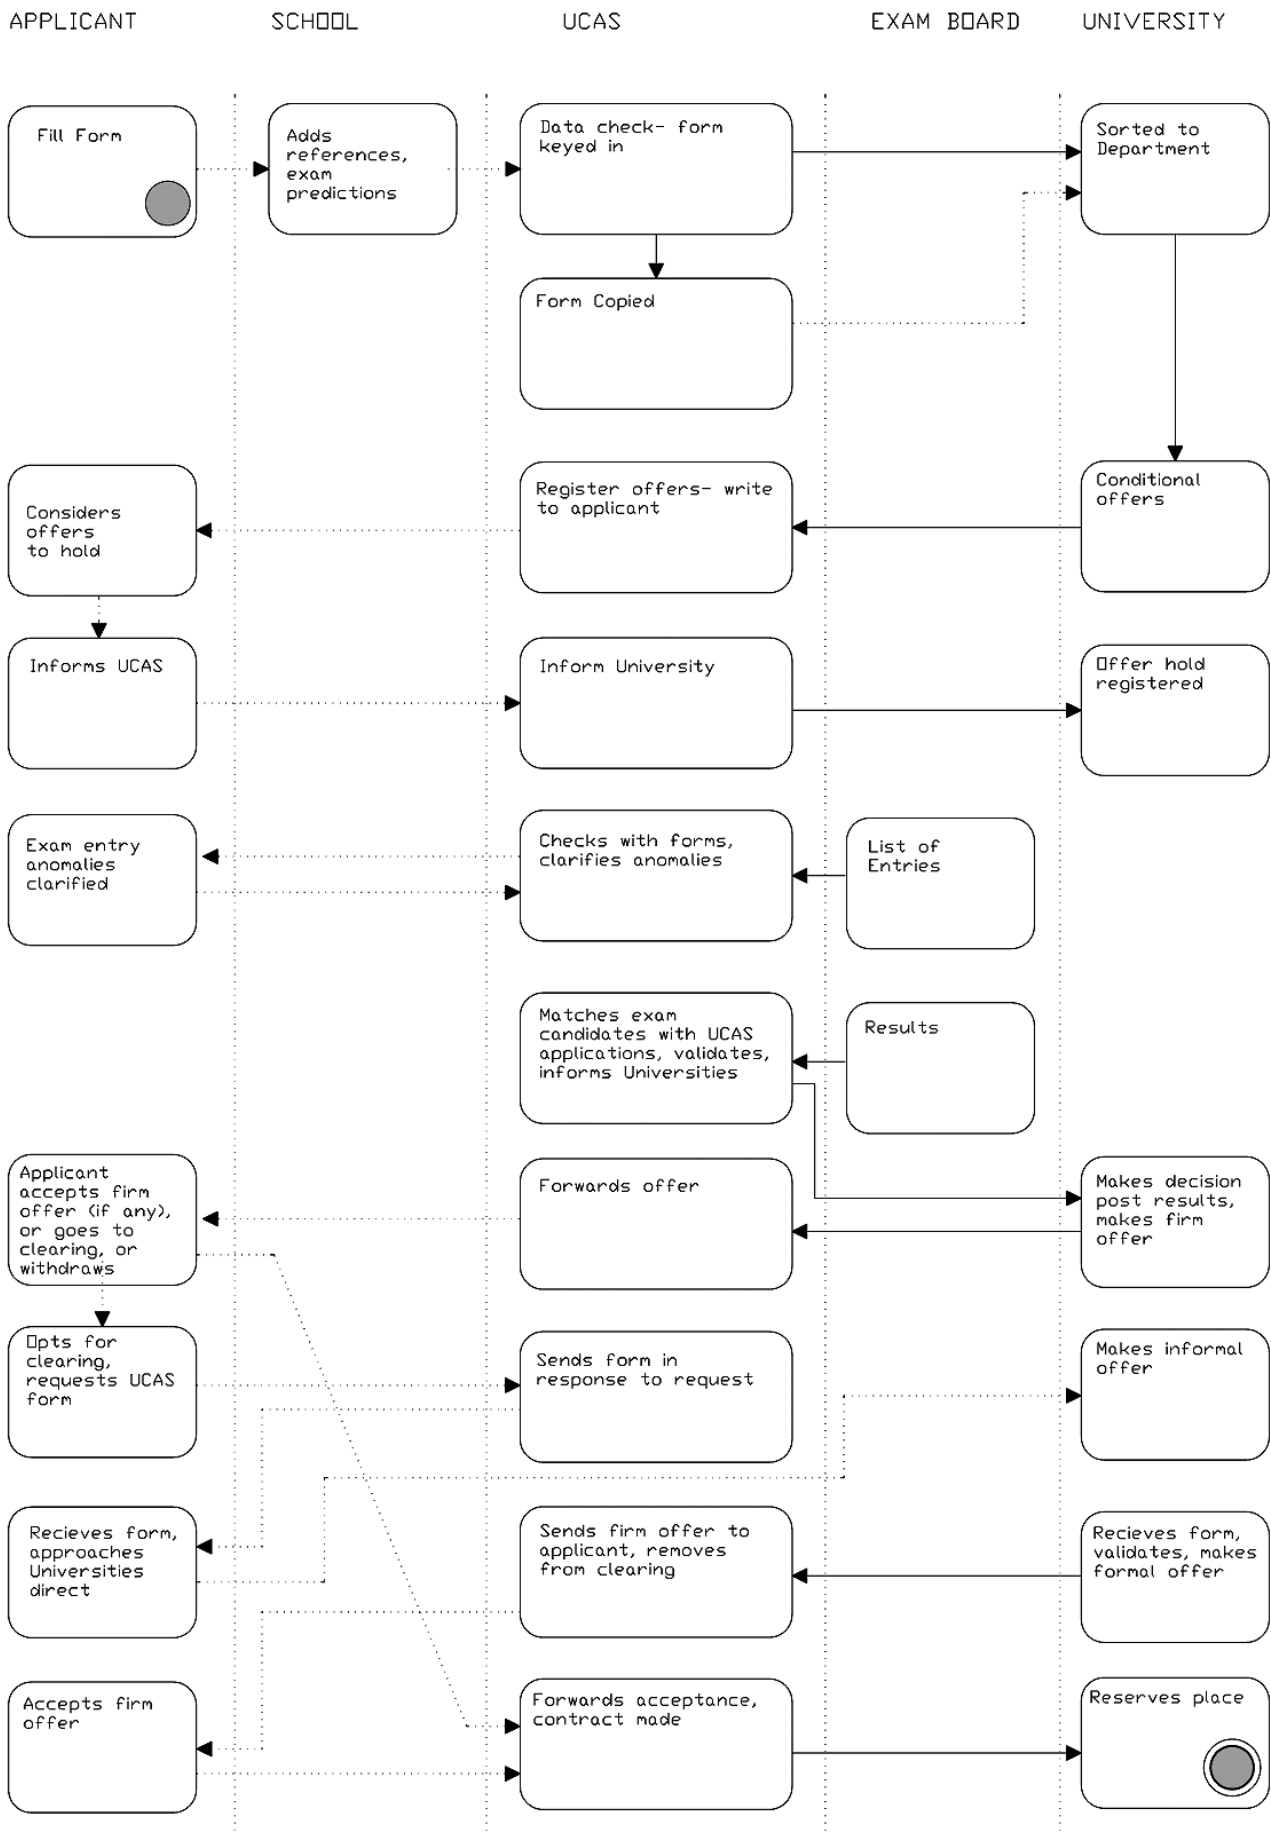 APPLICANT
SCHOOL
UCAS
EXAM BOARD
UNIVERSITY
Fill Form
Adds
references,
exam
predictions
Data check- form
keyed in
Sorted to
Department
Form Copied
Considers
offers
to hold
Register offers- write
to applicant
Conditional
offers
Informs UCAS
Inform University
Offer hold
registered
Exam entry
anomalies
clarified
Checks with forms,
clarifies anomalies
List of
Entries
Matches exam
candidates with UCAS
applications, validates,
informs Universities
Results
Applicant
accepts firm
offer (if any),
or goes to
clearing, or
withdraws
Forwards offer
Makes decision
post results,
makes firm
offer
Opts for
clearing,
requests UCAS
form
Sends form in
response to request
Makes informal
offer
Recieves form,
approaches
Universities
direct
Sends firm offer to
applicant, removes
from clearing
Recieves form,
validates, makes
formal offer
Accepts firm
offer
Forwards acceptance,
contract made
Reserves place